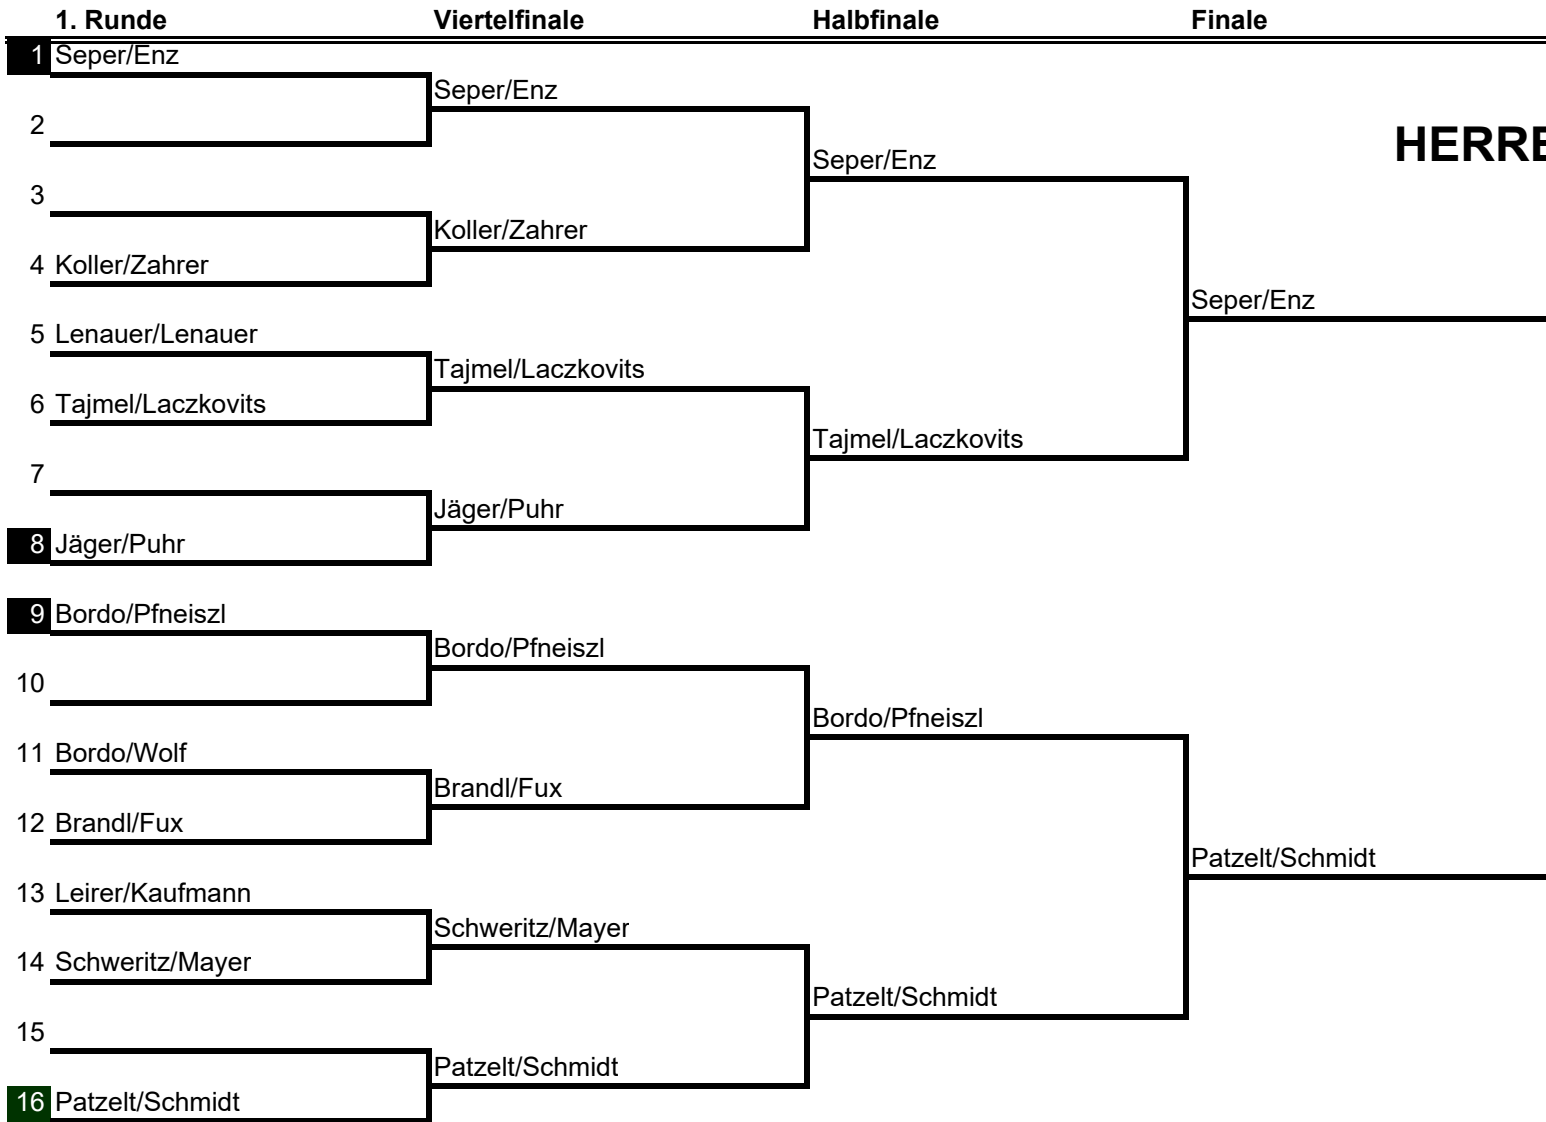 1. Runde Viertelfinale Halbfinale Finale
1 Seper/Enz
Seper/Enz
2
HERRE
Seper/Enz
3
Koller/Zahrer
4 Koller/Zahrer
Seper/Enz
5 Lenauer/Lenauer
Tajmel/Laczkovits
6 Tajmel/Laczkovits
Tajmel/Laczkovits
7
Jäger/Puhr
8 Jäger/Puhr
9 Bordo/Pfneiszl
Bordo/Pfneiszl
10
Bordo/Pfneiszl
11 Bordo/Wolf
Brandl/Fux
12 Brandl/Fux
Patzelt/Schmidt
13 Leirer/Kaufmann
Schweritz/Mayer
14 Schweritz/Mayer
Patzelt/Schmidt
15
Patzelt/Schmidt
16 Patzelt/Schmidt